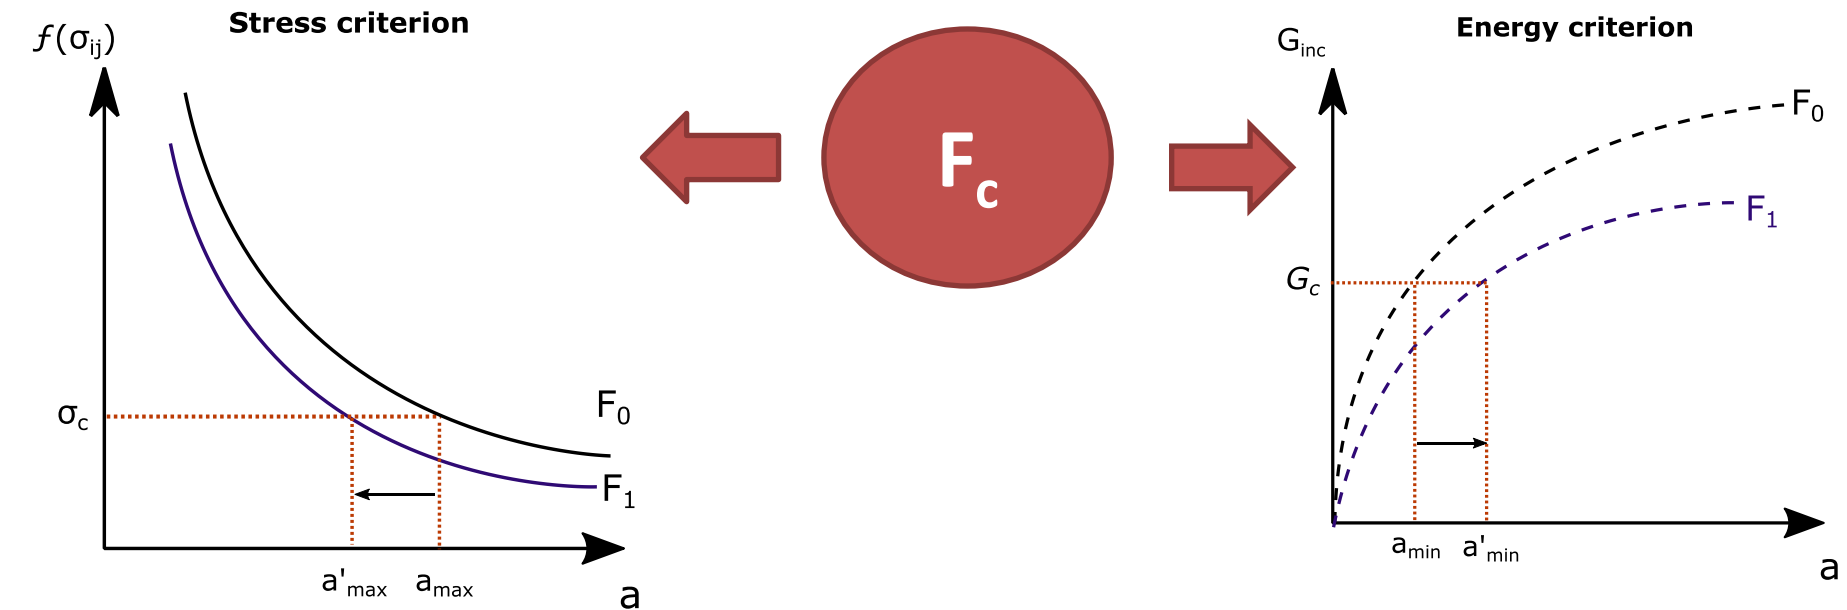 Stress criterion
f(σij)
σc
F0
F1
a'max
amax
a
Fc
Energy criterion
Ginc
Gc
F0
F1
amin
a'min
a